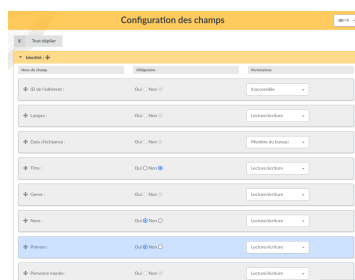 Configuration des champs
Tout déplier
Identité :
Nom du champ Obligatoire Permissions
ID de l'adhérent : Oui Non Inaccessible
Langue : Oui Non Lecture/écriture
Date d'échéance : Oui Non Membre du bureau
Titre : Oui Non Lecture/écriture
Genre : Oui Non Lecture/écriture
Nom : Oui Non Lecture/écriture
Prénom : Oui Non Lecture/écriture
Personne morale : Oui Non Lecture/écriture